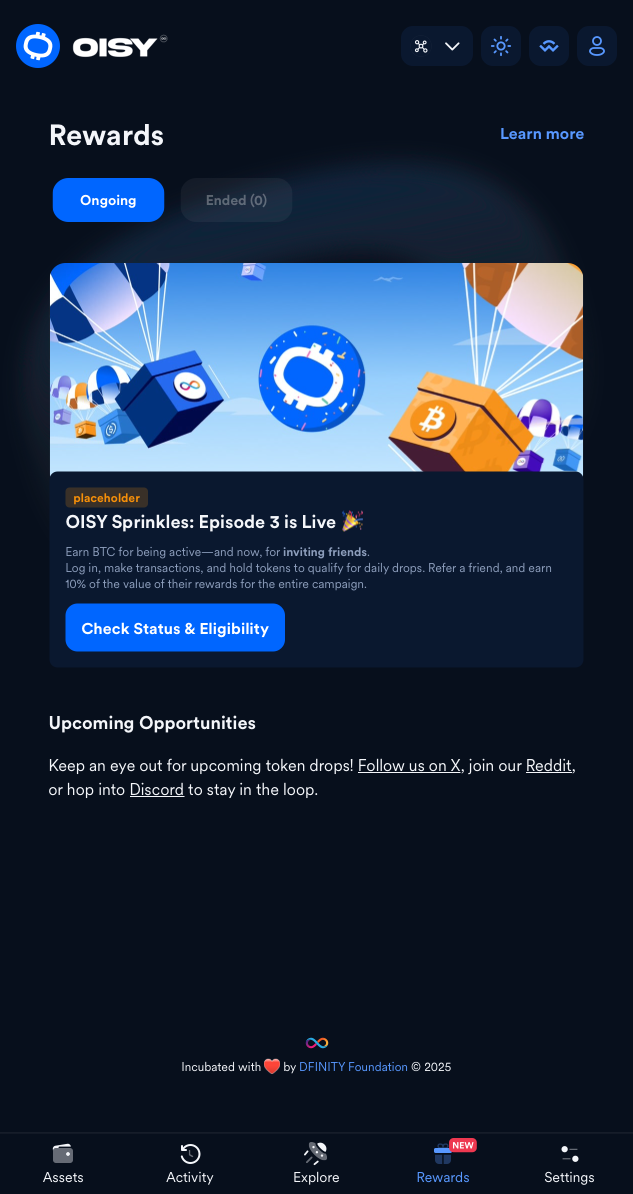 OISY
Rewards
Learn more
Ongoing
Ended (0)
placeholder
OISY Sprinkles: Episode 3 is Live 🎉
Earn BTC for being active—and now, for inviting friends.
Log in, make transactions, and hold tokens to qualify for daily drops. Refer a friend, and earn
10% of the value of their rewards for the entire campaign.
Check Status & Eligibility
Upcoming Opportunities
Keep an eye out for upcoming token drops! Follow us on X, join our Reddit,
or hop into Discord to stay in the loop.
Incubated with ❤️ by DFINITY Foundation © 2025
NEW
Assets
Activity
Explore
Rewards
Settings